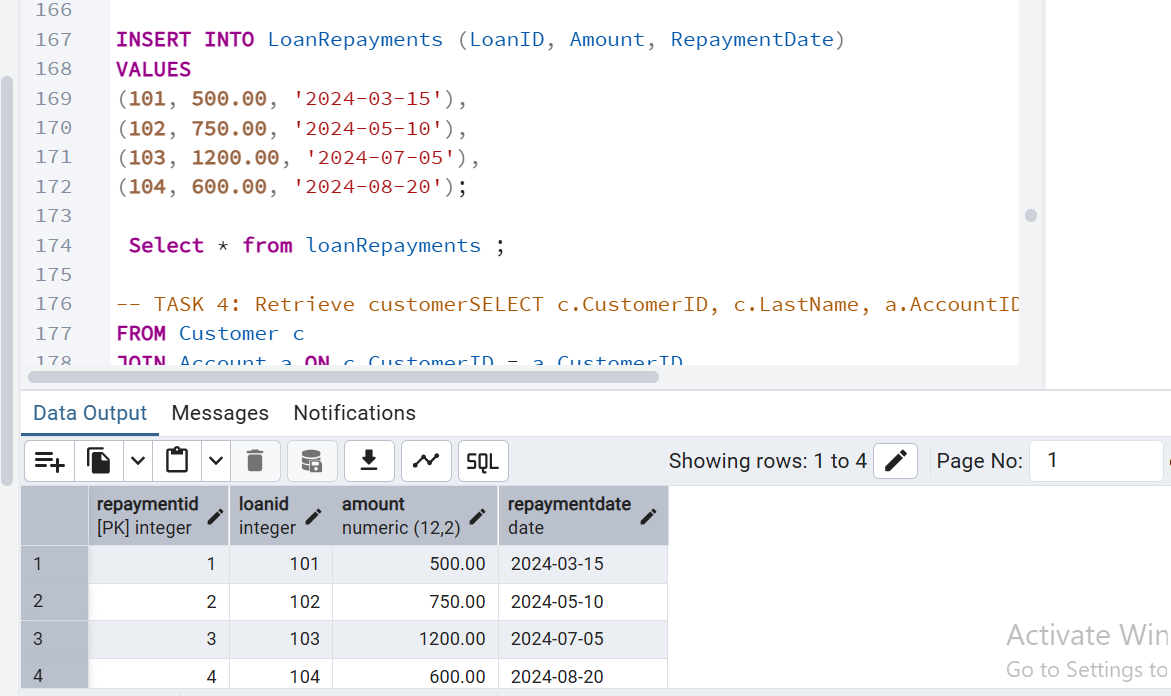 166
167 INSERT INTO LoanRepayments (LoanID, Amount, RepaymentDate)
168 VALUES
169 (101, 500.00, '2024-03-15'),
170 (102, 750.00, '2024-05-10'),
171 (103, 1200.00, '2024-07-05'),
172 (104, 600.00, '2024-08-20');
173
174 Select * from loanRepayments ;
175
176 -- TASK 4: Retrieve customerSELECT c.CustomerID, c.LastName, a.AccountID
177 FROM Customer c
178 JOIN Account a ON c.CustomerID = a.CustomerID
Data Output Messages Notifications
SQL Showing rows: 1 to 4 Page No: 1
repaymentid loanid amount repaymentdate
[PK] integer integer numeric (12,2) date
1 1 101 500.00 2024-03-15
2 2 102 750.00 2024-05-10
3 3 103 1200.00 2024-07-05
4 4 104 600.00 2024-08-20
Activate Win
Go to Settings to